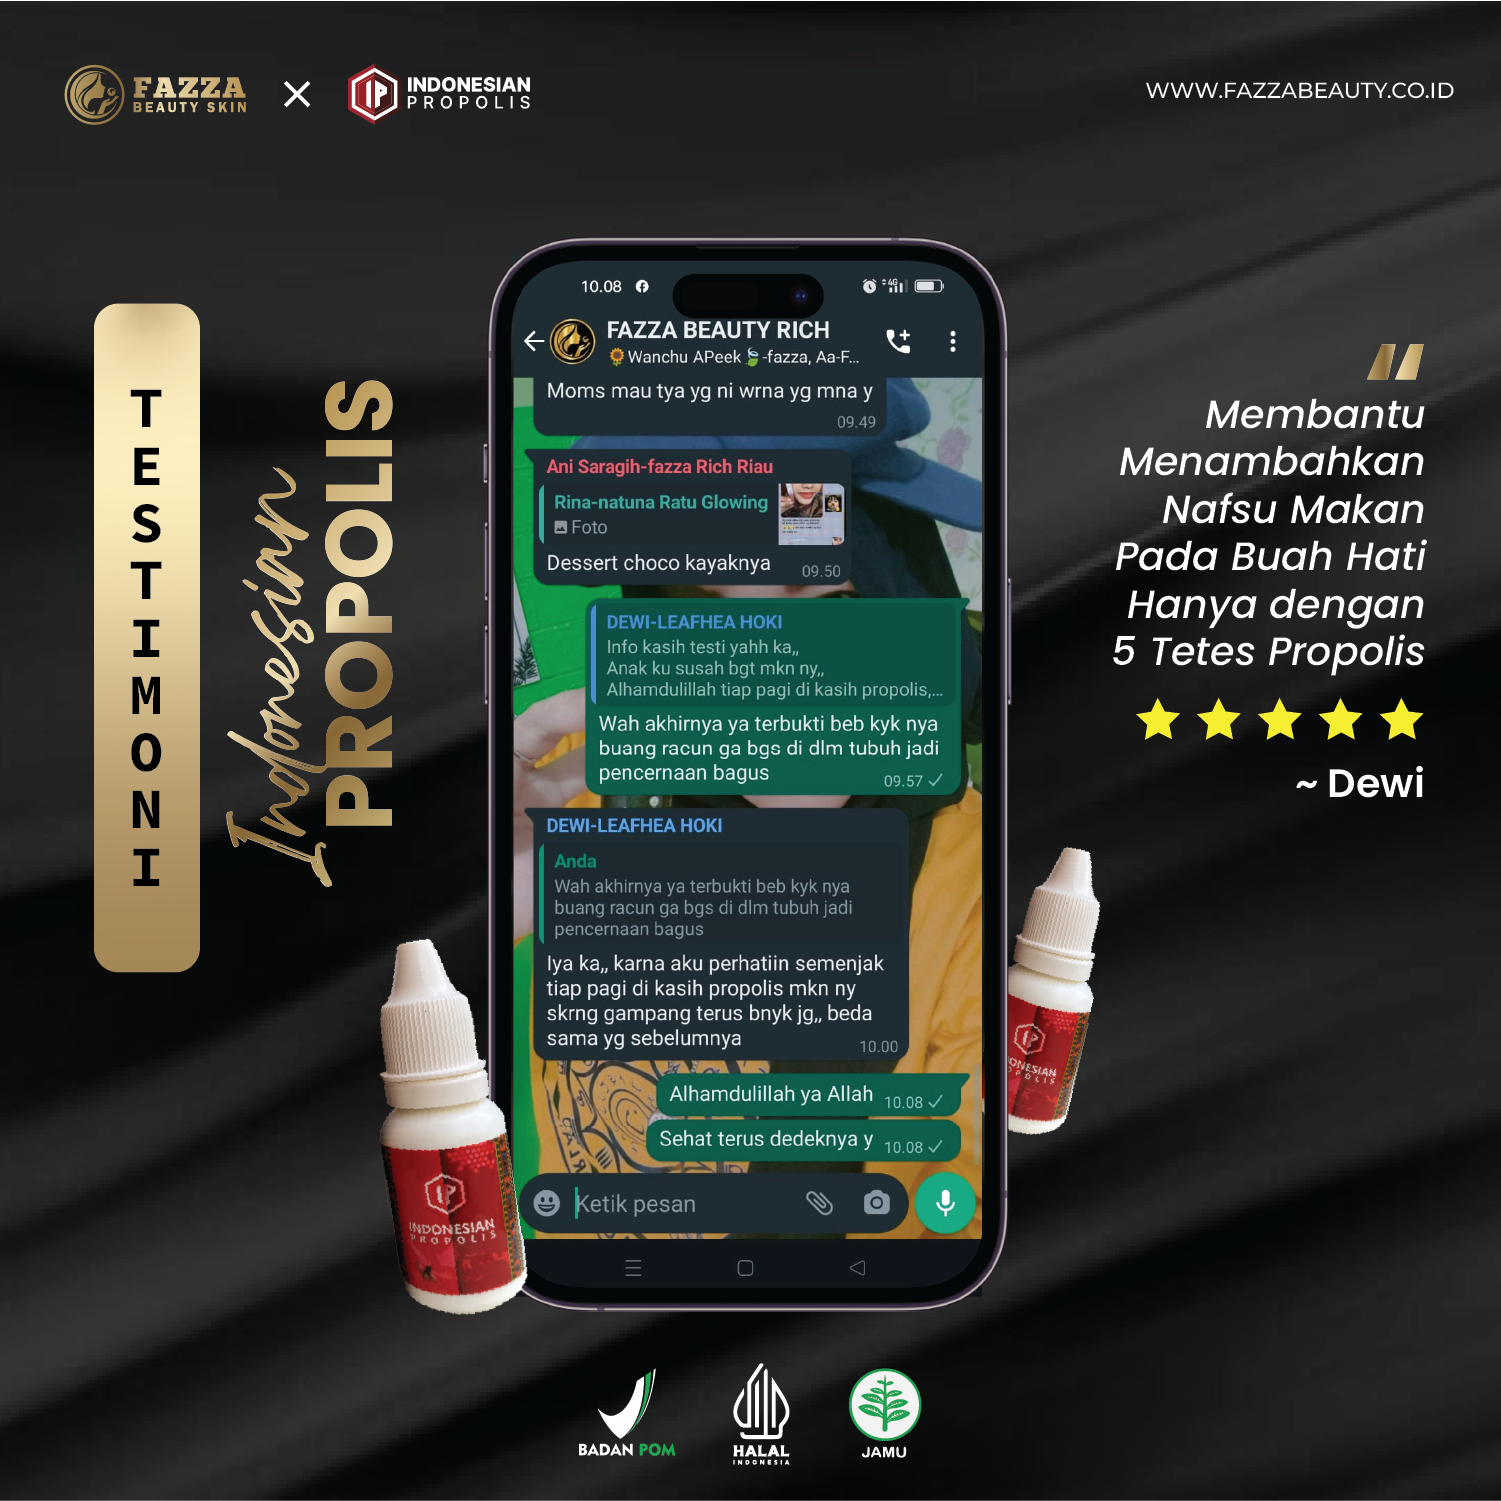 FAZZA
BEAUTY SKIN
INDONESIAN
PROPOLIS
WWW.FAZZABEAUTY.CO.ID
TESTIMONI
Indonesian
PROPOLIS
10.08
4G
FAZZA BEAUTY RICH
🌻Wanchu APeek🍃-fazza, Aa-F...
Moms mau tya yg ni wrna yg mna y
09.49
Ani Saragih-fazza Rich Riau
Rina-natuna Ratu Glowing
Foto
Dessert choco kayaknya
09.50
DEWI-LEAFHEA HOKI
Info kasih testi yahh ka,,
Anak ku susah bgt mkn ny,,
Alhamdulillah tiap pagi di kasih propolis,...
Wah akhirnya ya terbukti beb kyk nya
buang racun ga bgs di dlm tubuh jadi
pencernaan bagus
09.57
DEWI-LEAFHEA HOKI
Anda
Wah akhirnya ya terbukti beb kyk nya
buang racun ga bgs di dlm tubuh jadi
pencernaan bagus
Iya ka,, karna aku perhatiin semenjak
tiap pagi di kasih propolis mkn ny
skrng gampang terus bnyk jg,, beda
sama yg sebelumnya
10.00
Alhamdulillah ya Allah
10.08
Sehat terus dedeknya y
10.08
Ketik pesan
"
Membantu
Menambahkan
Nafsu Makan
Pada Buah Hati
Hanya dengan
5 Tetes Propolis
~ Dewi
IP
INDONESIAN
PROPOLIS
BADAN POM
HALAL
INDONESIA
JAMU